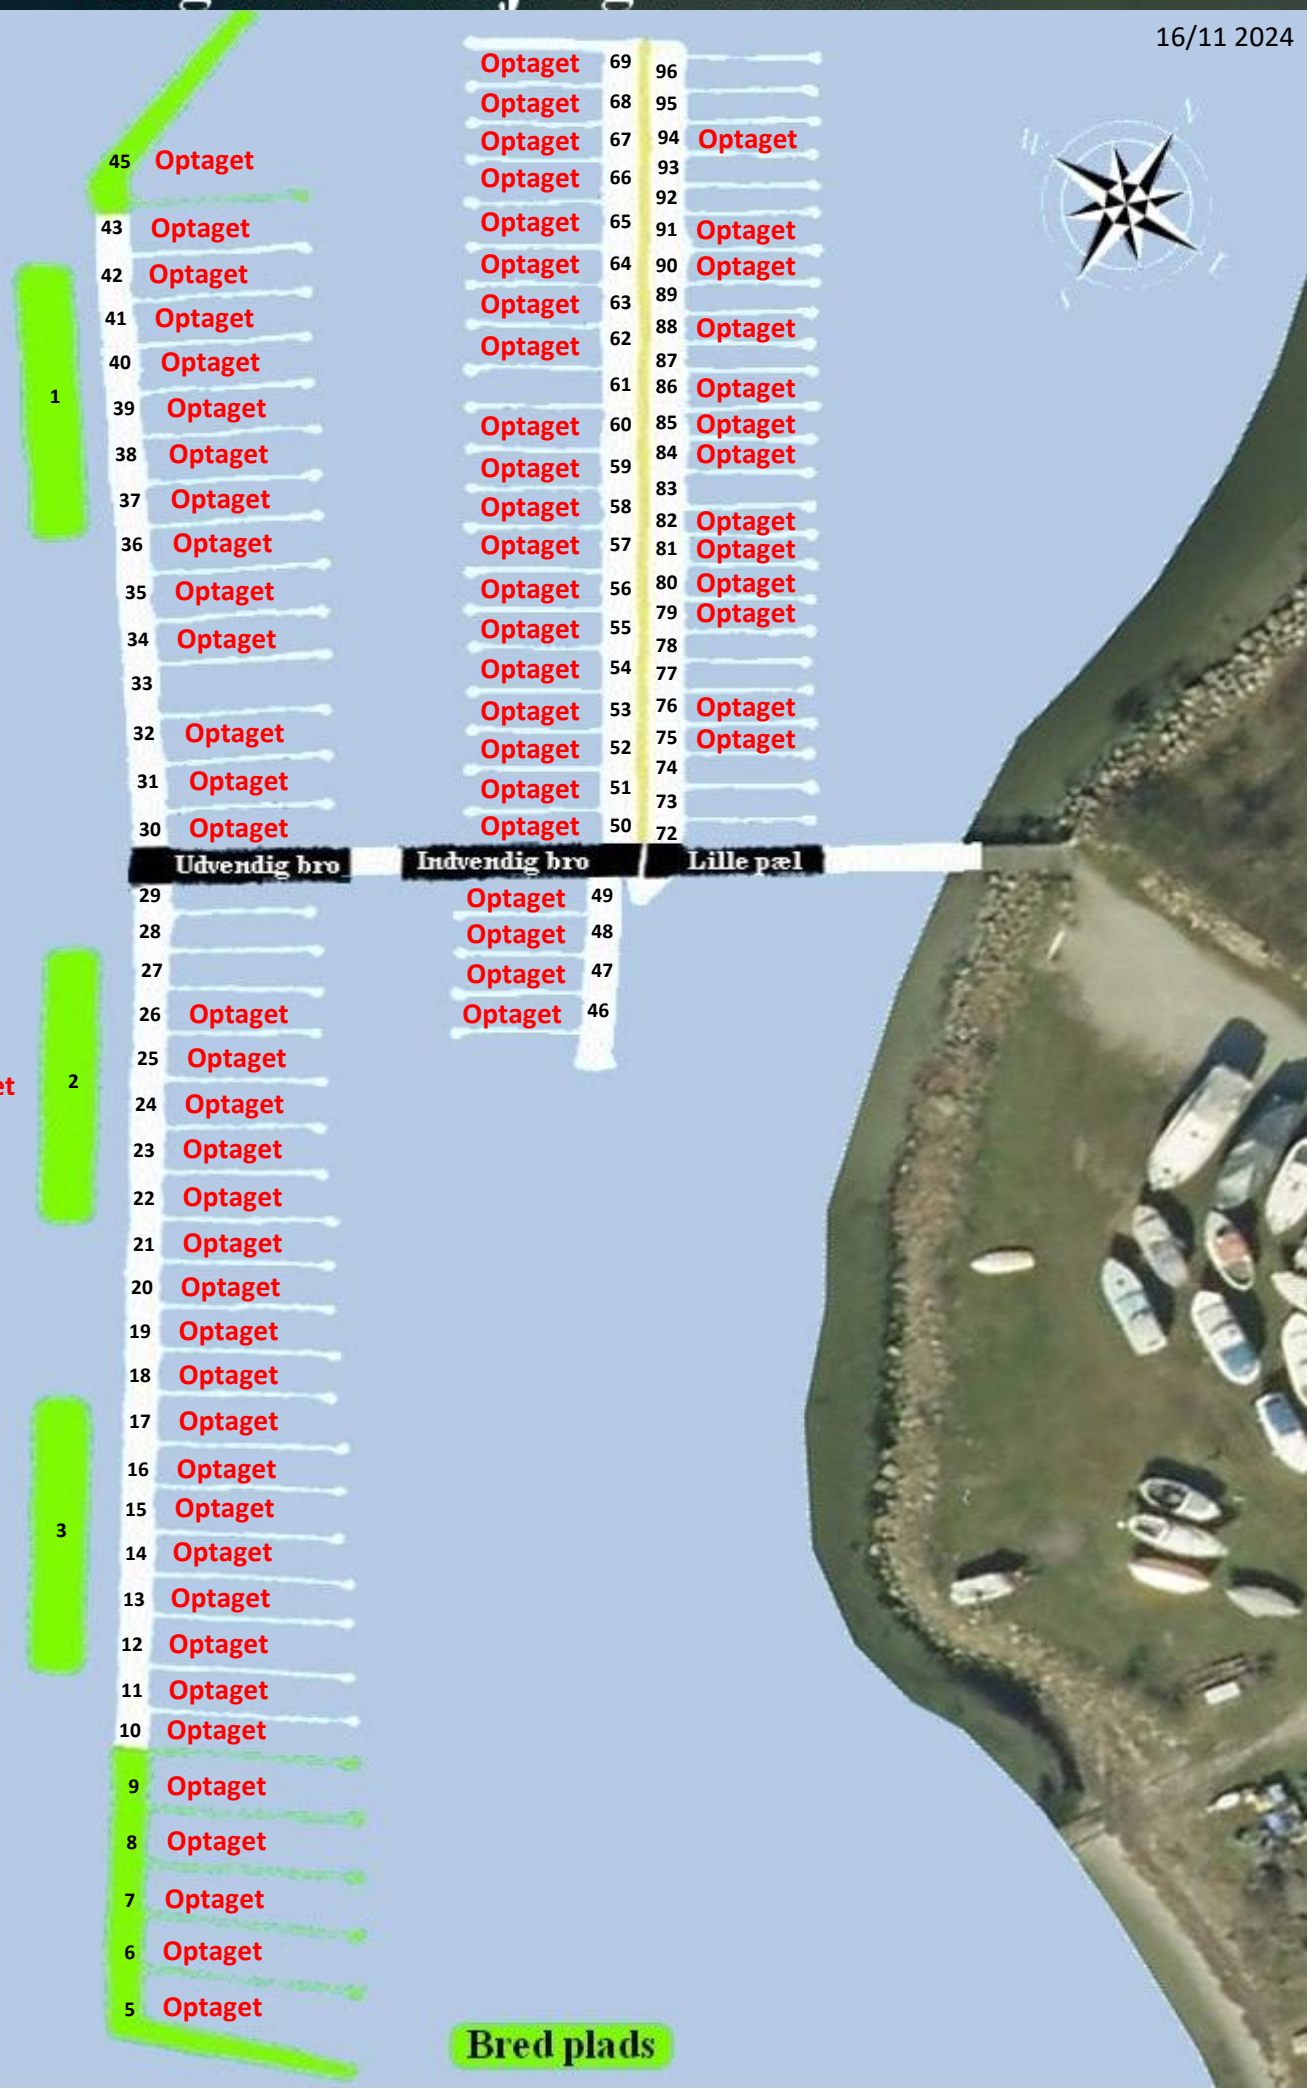 16/11 2024
45 Optaget
43 Optaget
42 Optaget
41 Optaget
40 Optaget
39 Optaget
38 Optaget
37 Optaget
36 Optaget
35 Optaget
34 Optaget
33
32 Optaget
31 Optaget
30 Optaget
1
Optaget 69
Optaget 68
Optaget 67
Optaget 66
Optaget 65
Optaget 64
Optaget 63
Optaget 62
61
Optaget 60
Optaget 59
Optaget 58
Optaget 57
Optaget 56
Optaget 55
Optaget 54
Optaget 53
Optaget 52
Optaget 51
Optaget 50
96
95
94 Optaget
93
92
91 Optaget
90 Optaget
89
88 Optaget
87
86 Optaget
85 Optaget
84 Optaget
83
82 Optaget
81 Optaget
80 Optaget
79 Optaget
78
77
76 Optaget
75 Optaget
74
73
72
W
V
S
E
Udvendig bro
Indvendig bro
Lille pæl
29
28
27
26 Optaget
25 Optaget
24 Optaget
23 Optaget
22 Optaget
21 Optaget
20 Optaget
19 Optaget
18 Optaget
17 Optaget
16 Optaget
15 Optaget
14 Optaget
13 Optaget
12 Optaget
11 Optaget
10 Optaget
9 Optaget
8 Optaget
7 Optaget
6 Optaget
5 Optaget
et
2
3
Optaget 49
Optaget 48
Optaget 47
Optaget 46
Bred plads